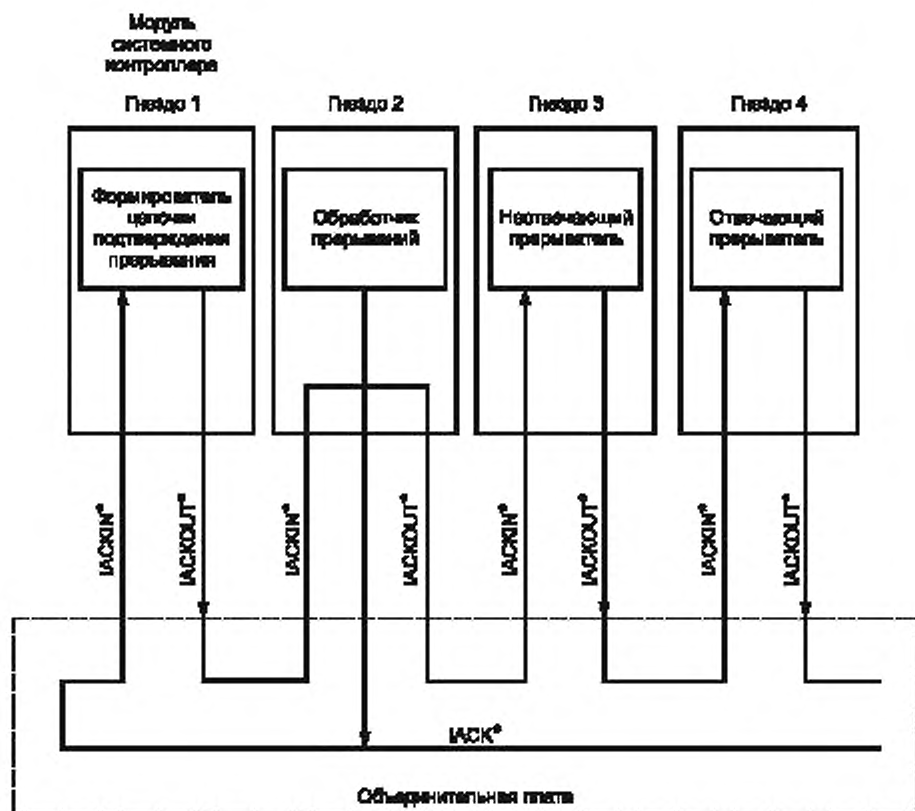 Модуль
системного
контроллера
Гнездо 1
Гнездо 2
Гнездо 3
Гнездо 4
Формирователь
цепочки
подтверждения
прерывания
Обработчик
прерываний
Неотвечающий
прерыватель
Отвечающий
прерыватель
IACKIN*
IACKOUT*
IACKIN*
IACKOUT*
IACKIN*
IACKOUT*
IACKIN*
IACKOUT*
IACK*
Объединительная плата